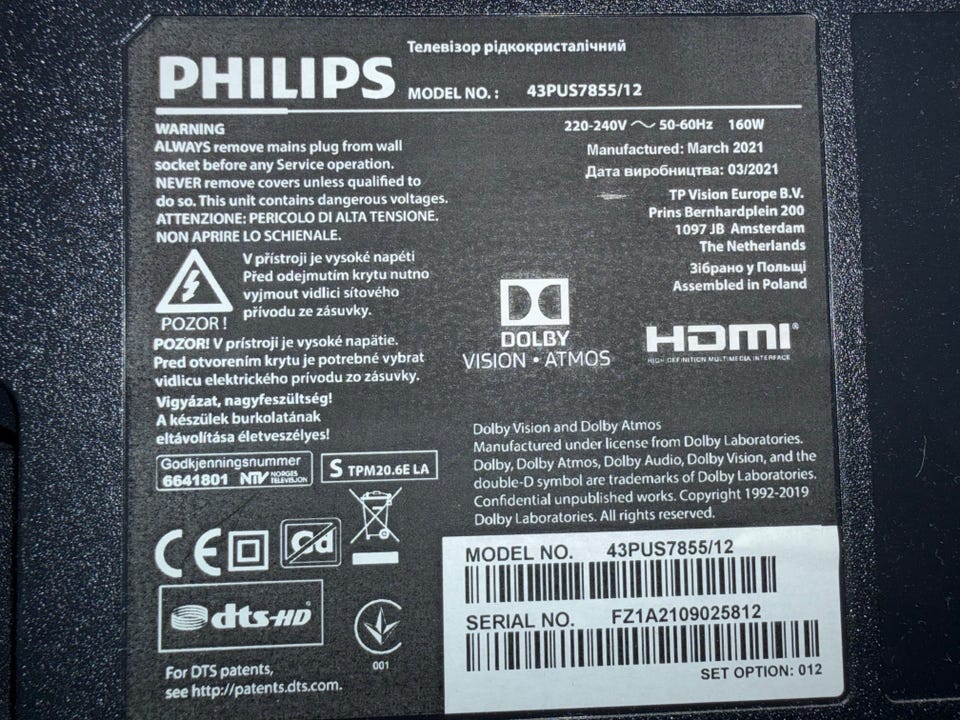 Телевізор рідкокристалічний
PHILIPS
MODEL NO. : 43PUS7855/12
WARNING
ALWAYS remove mains plug from wall
socket before any Service operation.
NEVER remove covers unless qualified to
do so. This unit contains dangerous voltages.
ATTENZIONE: PERICOLO DI ALTA TENSIONE.
NON APRIRE LO SCHIENALE.
V přístroji je vysoké napětí
Před odejmutím krytu nutno
vyjmout vidlici síťového
přívodu ze zásuvky.
POZOR !
POZOR! V prístroji je vysoké napätie.
Pred otvorením krytu je potrebné vybrat
vidlicu elektrického prívodu zo zásuvky.
Vigyázat, nagyfeszültség!
A készülek burkolatának
eltávolítása életveszélyes!
Godkjenningsnummer
6641801 NTV NORGES TELEVISJON
S TPM20.6E LA
220-240V ~ 50-60Hz 160W
Manufactured: March 2021
Дата виробництва: 03/2021
TP Vision Europe B.V.
Prins Bernhardplein 200
1097 JB Amsterdam
The Netherlands
Зібрано у Польщі
Assembled in Poland
DOLBY
VISION • ATMOS
HDMI®
HIGH-DEFINITION MULTIMEDIA INTERFACE
Dolby Vision and Dolby Atmos
Manufactured under license from Dolby Laboratories.
Dolby, Dolby Atmos, Dolby Audio, Dolby Vision, and the
double-D symbol are trademarks of Dolby Laboratories.
Confidential unpublished works. Copyright 1992-2019
Dolby Laboratories. All rights reserved.
CE
Cd
dts-HD®
001
For DTS patents,
see http://patents.dts.com.
MODEL NO. 43PUS7855/12
SERIAL NO. FZ1A2109025812
SET OPTION: 012